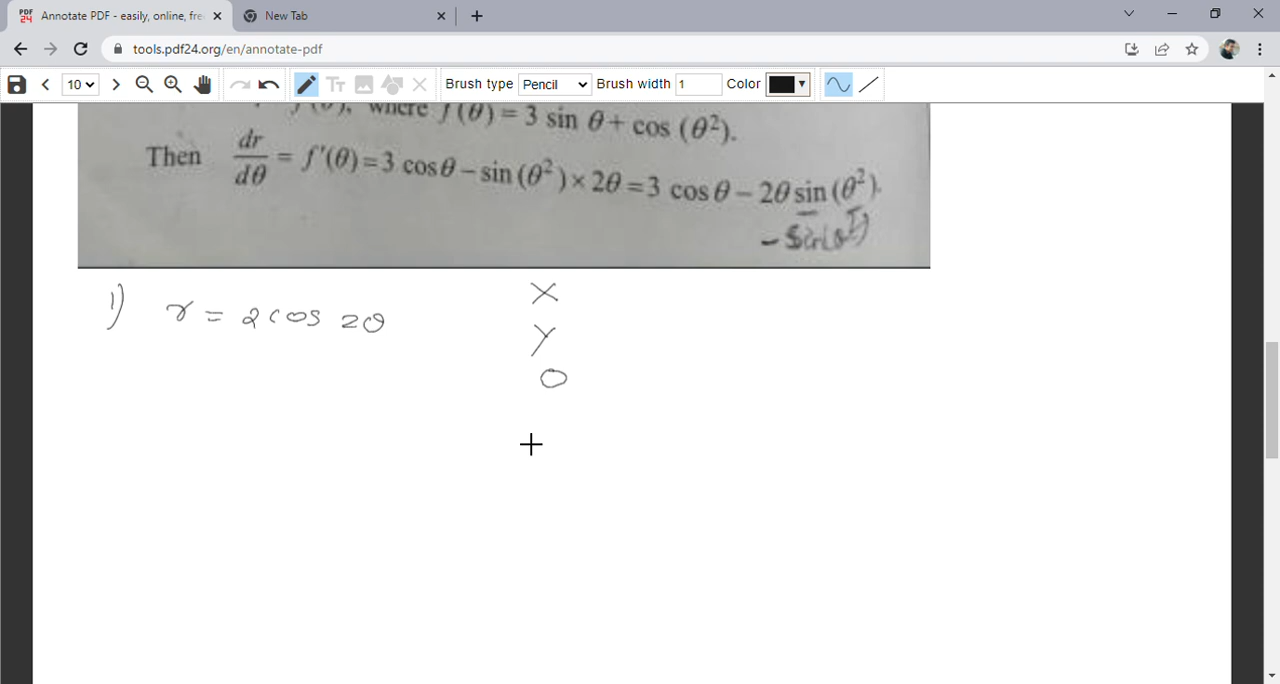 Annotate PDF - easily, online, fre
New Tab
tools.pdf24.org/en/annotate-pdf
10
Brush type Pencil Brush width 1 Color
where f(θ) = 3 sin θ + cos (θ²).
Then dr/dθ = f'(θ) = 3 cos θ – sin (θ²) × 2θ = 3 cos θ – 2θ sin (θ²).
1) r = 2 cos 2θ
X
Y
O